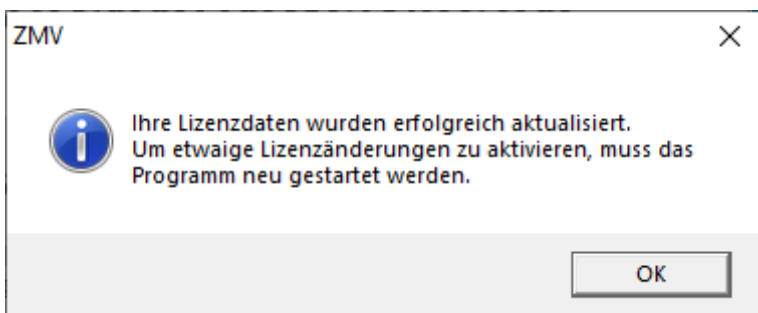 ZMV
Ihre Lizenzdaten wurden erfolgreich aktualisiert.
Um etwaige Lizenzänderungen zu aktivieren, muss das
Programm neu gestartet werden.
OK